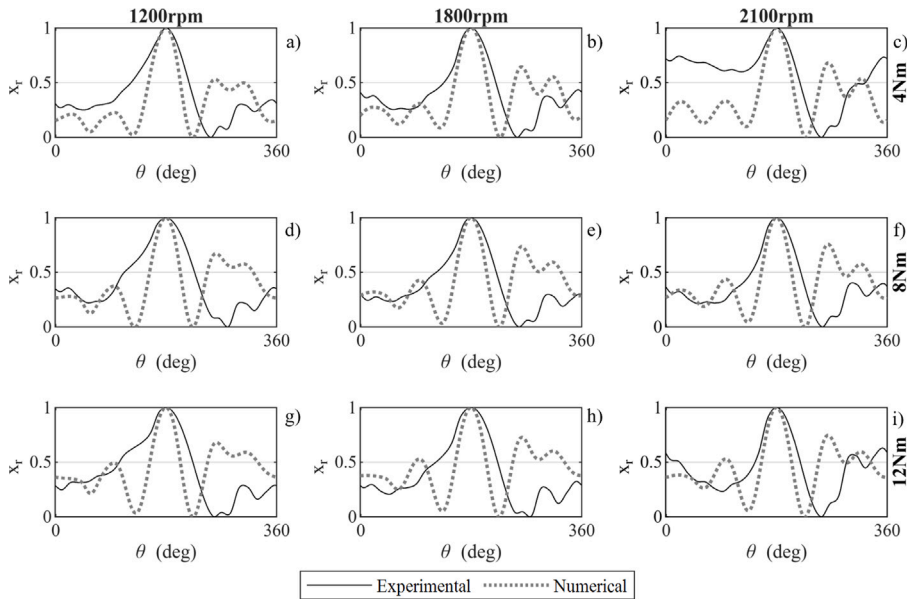 1200rpm 1800rpm 2100rpm
a) b) c)
1 1 1
x_r 0.5 x_r 0.5 x_r 0.5 4Nm
0 0 0
0 360 0 360 0 360
θ (deg) θ (deg) θ (deg)
d) e) f)
1 1 1
x_r 0.5 x_r 0.5 x_r 0.5 8Nm
0 0 0
0 360 0 360 0 360
θ (deg) θ (deg) θ (deg)
g) h) i)
1 1 1
x_r 0.5 x_r 0.5 x_r 0.5 12Nm
0 0 0
0 360 0 360 0 360
θ (deg) θ (deg) θ (deg)
Experimental Numerical